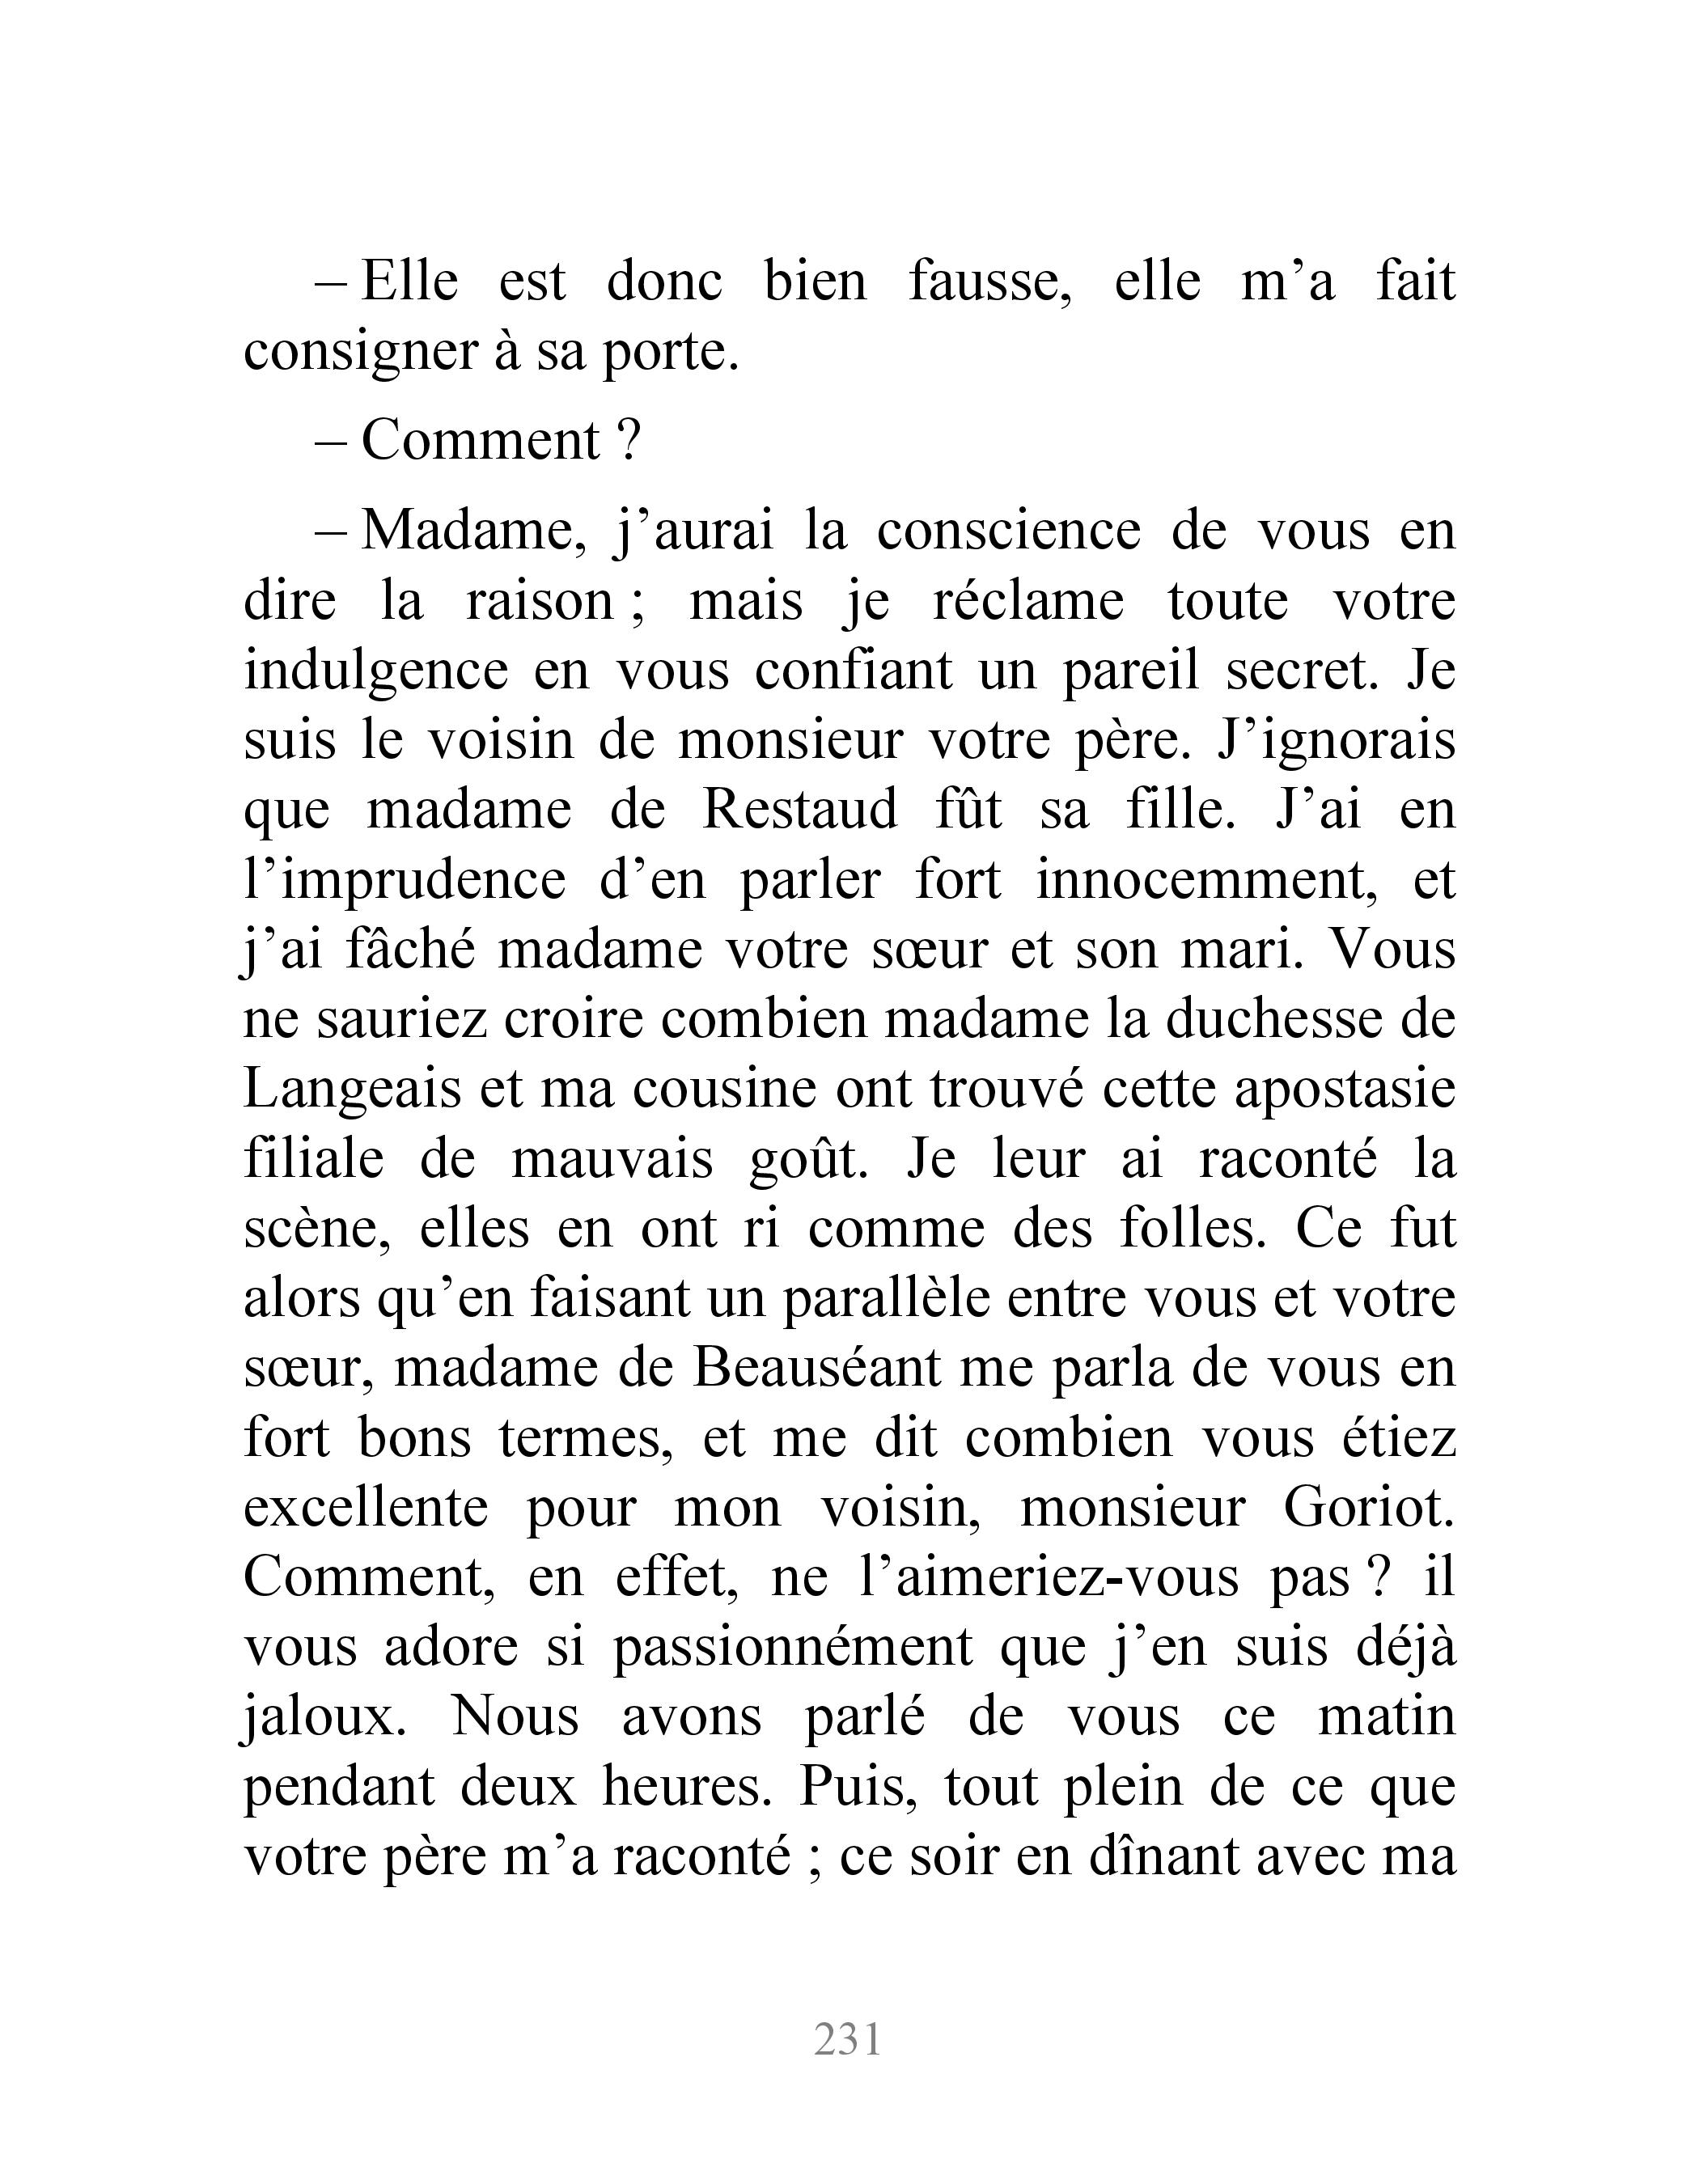 – Elle est donc bien fausse, elle m’a fait
consigner à sa porte.
– Comment ?
– Madame, j’aurai la conscience de vous en
dire la raison ; mais je réclame toute votre
indulgence en vous confiant un pareil secret. Je
suis le voisin de monsieur votre père. J’ignorais
que madame de Restaud fût sa fille. J’ai en
l’imprudence d’en parler fort innocemment, et
j’ai fâché madame votre sœur et son mari. Vous
ne sauriez croire combien madame la duchesse de
Langeais et ma cousine ont trouvé cette apostasie
filiale de mauvais goût. Je leur ai raconté la
scène, elles en ont ri comme des folles. Ce fut
alors qu’en faisant un parallèle entre vous et votre
sœur, madame de Beauséant me parla de vous en
fort bons termes, et me dit combien vous étiez
excellente pour mon voisin, monsieur Goriot.
Comment, en effet, ne l’aimeriez-vous pas ? il
vous adore si passionnément que j’en suis déjà
jaloux. Nous avons parlé de vous ce matin
pendant deux heures. Puis, tout plein de ce que
votre père m’a raconté ; ce soir en dînant avec ma
231